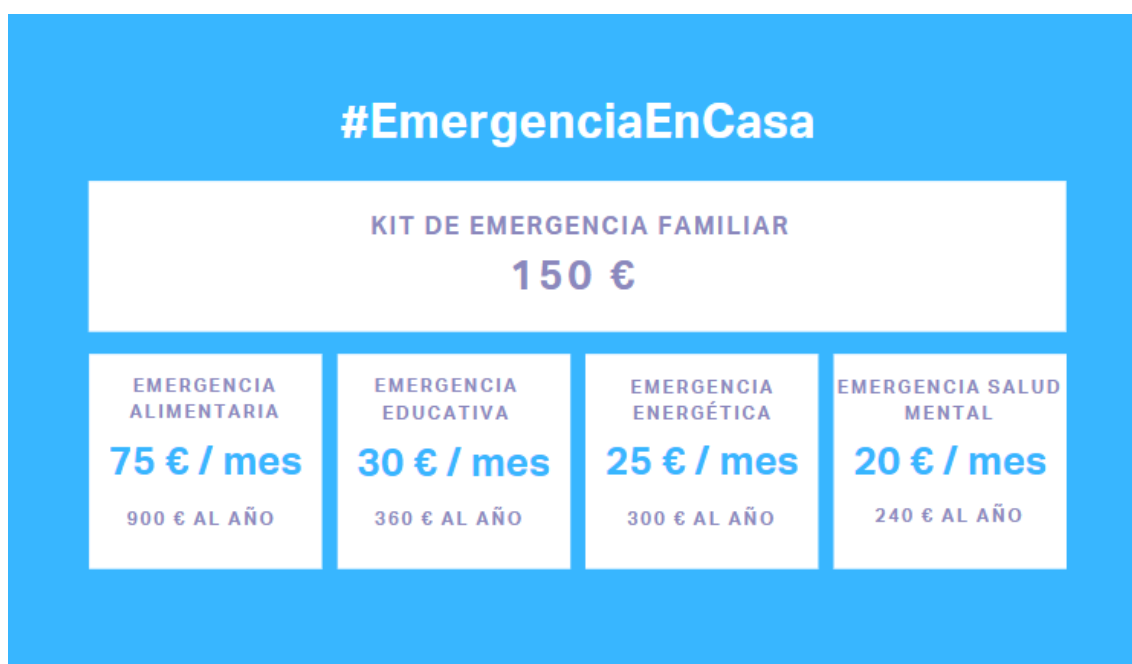 #EmergenciaEnCasa
KIT DE EMERGENCIA FAMILIAR
150 €
EMERGENCIA
ALIMENTARIA
75 € / mes
900 € AL AÑO
EMERGENCIA
EDUCATIVA
30 € / mes
360 € AL AÑO
EMERGENCIA
ENERGÉTICA
25 € / mes
300 € AL AÑO
EMERGENCIA SALUD
MENTAL
20 € / mes
240 € AL AÑO